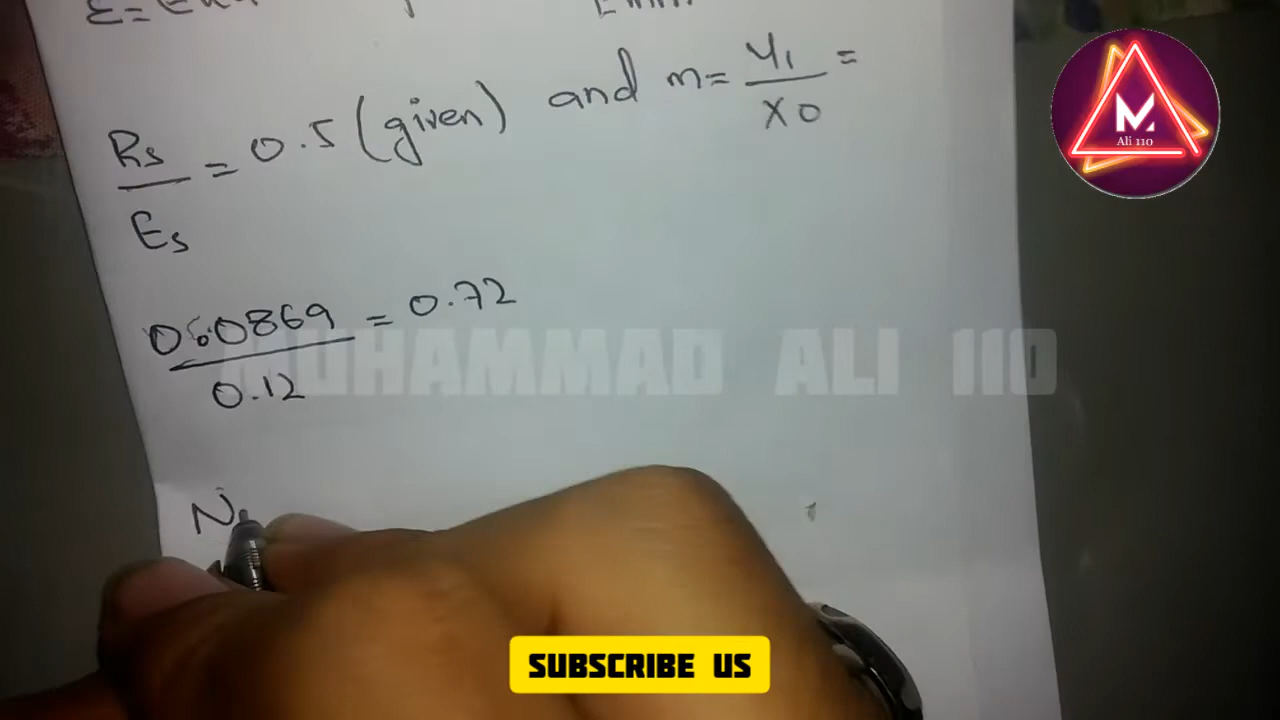 Rs/Es = 0.5 (given) and m = y1/x0 =
0.0869/0.12 = 0.72
N
M
Ali 110
MUHAMMAD ALI 110
SUBSCRIBE US